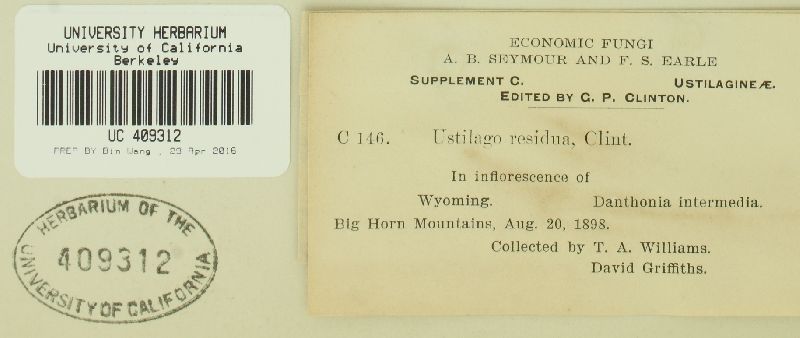 UNIVERSITY HERBARIUM
University of California
Berkeley
UC 409312
PREP BY Bin Wang , 29 Apr 2016
HERBARIUM OF THE
409312
UNIVERSITY OF CALIFORNIA
ECONOMIC FUNGI
A. B. SEYMOUR AND F. S. EARLE
SUPPLEMENT C. USTILAGINEÆ.
EDITED BY G. P. CLINTON.
C 146. Ustilago residua, Clint.
In inflorescence of
Wyoming. Danthonia intermedia.
Big Horn Mountains, Aug. 20, 1898.
Collected by T. A. Williams.
David Griffiths.